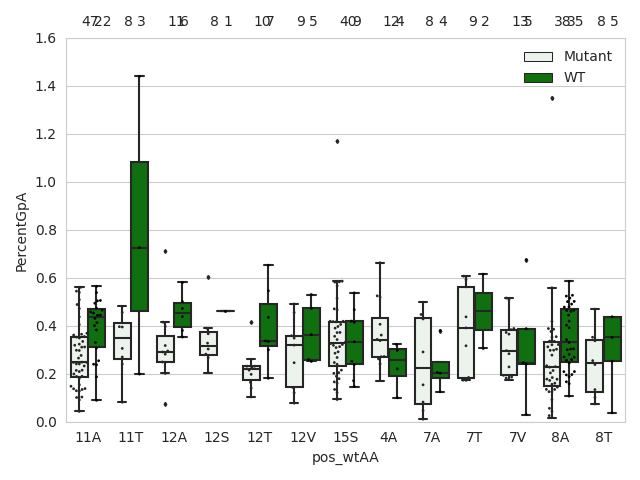 47 22 8 3 11 6 8 1 10 7 9 5 40 9 12 4 8 4 9 2 13 5 38 35 8 5
1.6
1.4
1.2
1.0
0.8
0.6
0.4
0.2
0.0
PercentGpA
Mutant
WT
11A 11T 12A 12S 12T 12V 15S 4A 7A 7T 7V 8A 8T
pos_wtAA